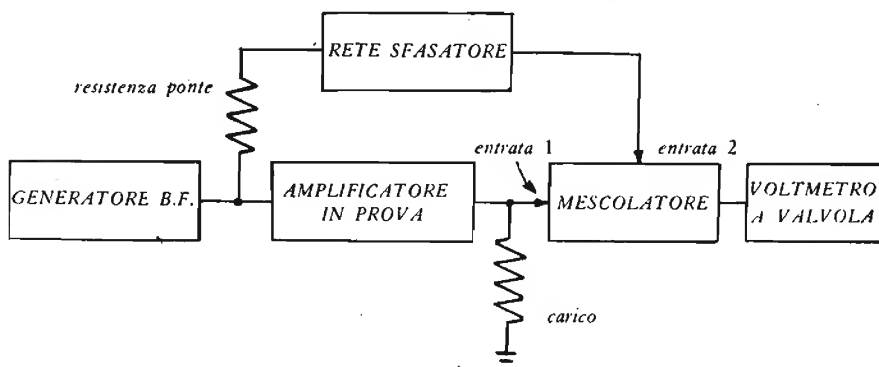 RETE SFASATORE
resistenza ponte
entrata 1
entrata 2
GENERATORE B.F.
AMPLIFICATORE
IN PROVA
MESCOLATORE
VOLTMETRO
A VALVOLA
carico